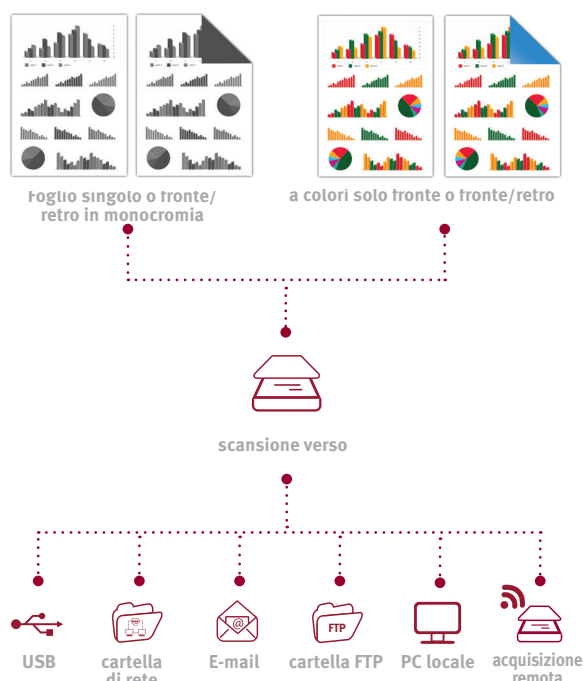 Foglio singolo o fronte/
retro in monocromia
a colori solo fronte o fronte/retro
scansione verso
@
FTP
USB
cartella
di rete
E-mail
cartella FTP
PC locale
acquisizione
remota